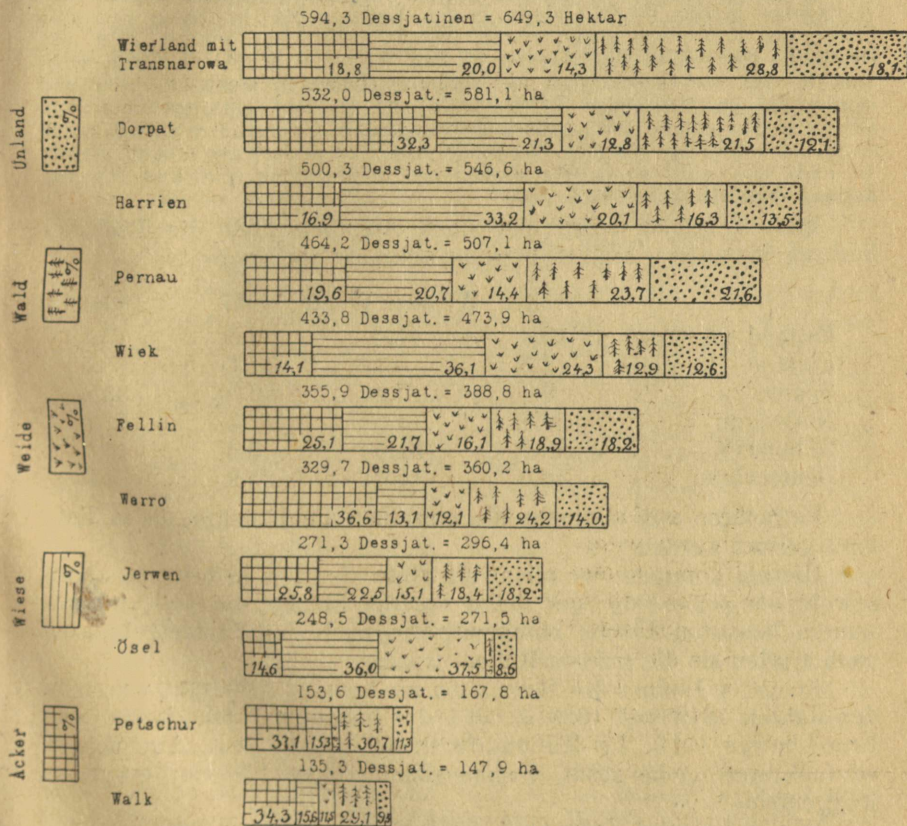 594,3 Dessjatinen = 649,3 Hektar
Wierland mit
Transnarowa
18,8 20,0 14,3 28,8 18,1
532,0 Dessjat. = 581,1 ha
Dorpat
32,3 21,3 12,8 21,5 12,1
500,3 Dessjat. = 546,6 ha
Harrien
16,9 33,2 20,1 16,3 13,5
464,2 Dessjat. = 507,1 ha
Pernau
19,6 20,7 14,4 23,7 21,6
433,8 Dessjat. = 473,9 ha
Wiek
14,1 36,1 24,3 12,9 12,6
355,9 Dessjat. = 388,8 ha
Fellin
25,1 21,7 16,1 18,9 18,2
329,7 Dessjat. = 360,2 ha
Werro
36,6 13,1 12,1 24,2 14,0
271,3 Dessjat. = 296,4 ha
Jerwen
25,8 22,5 15,1 18,4 18,2
248,5 Dessjat. = 271,5 ha
Ösel
14,6 36,0 37,5 8,6
153,6 Dessjat. = 167,8 ha
Petschur
37,1 15,3 30,7 11,3
135,3 Dessjat. = 147,9 ha
Walk
34,3 15,6 29,1
Unland %
Wald %
Weide %
Wiese %
Acker %